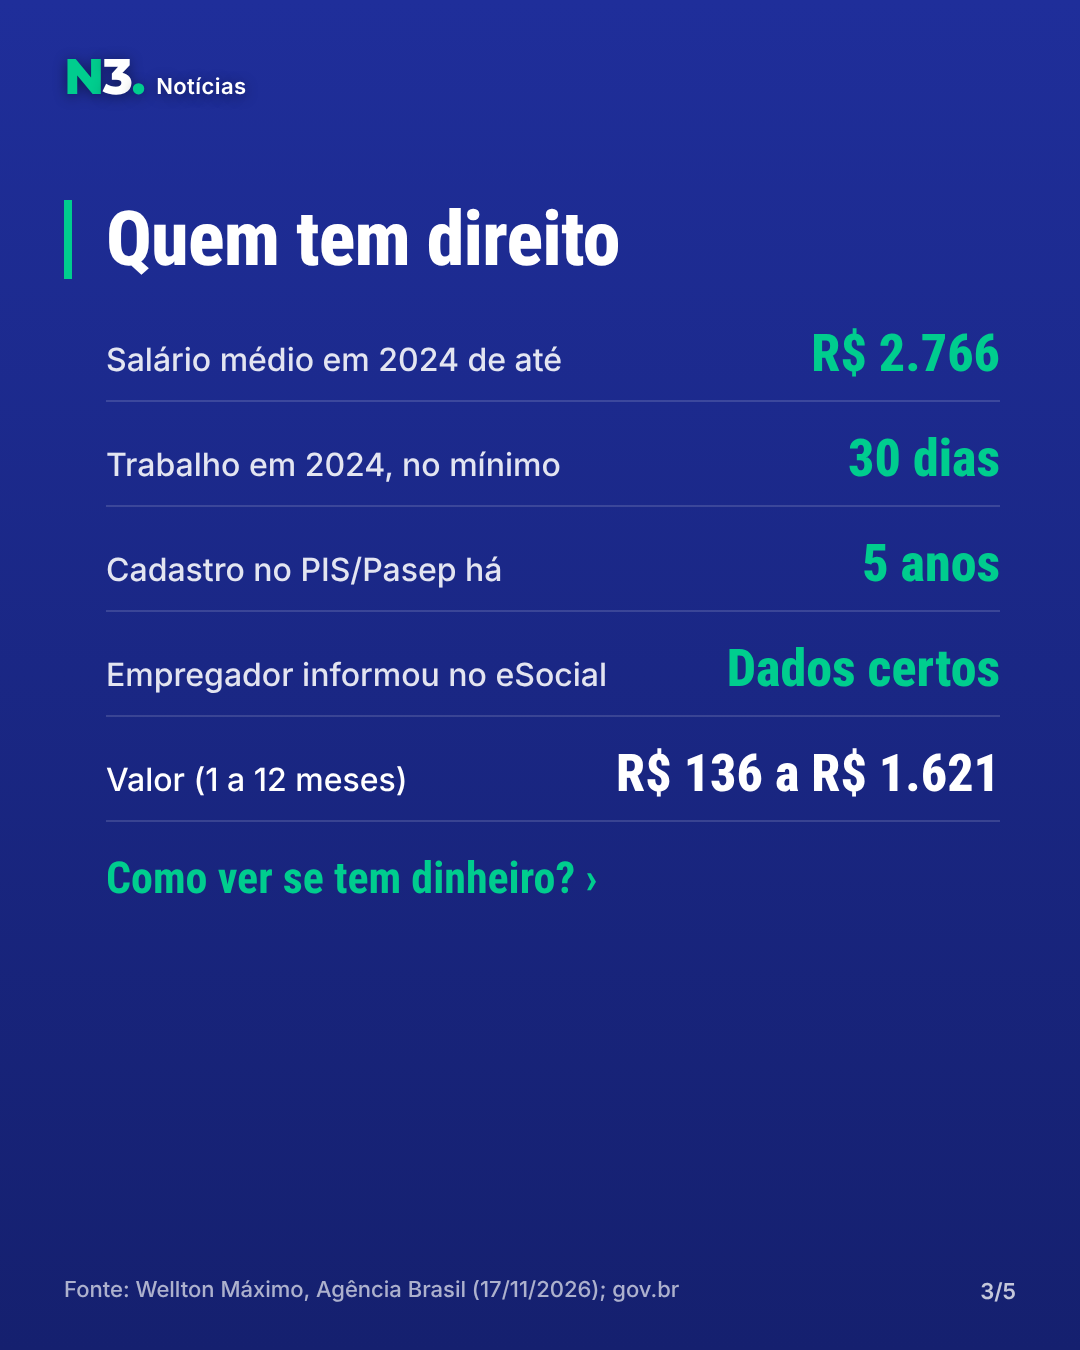 N3. Notícias
Quem tem direito
Salário médio em 2024 de até R$ 2.766
Trabalho em 2024, no mínimo 30 dias
Cadastro no PIS/Pasep há 5 anos
Empregador informou no eSocial Dados certos
Valor (1 a 12 meses) R$ 136 a R$ 1.621
Como ver se tem dinheiro? ›
Fonte: Wellton Máximo, Agência Brasil (17/11/2026); gov.br 3/5